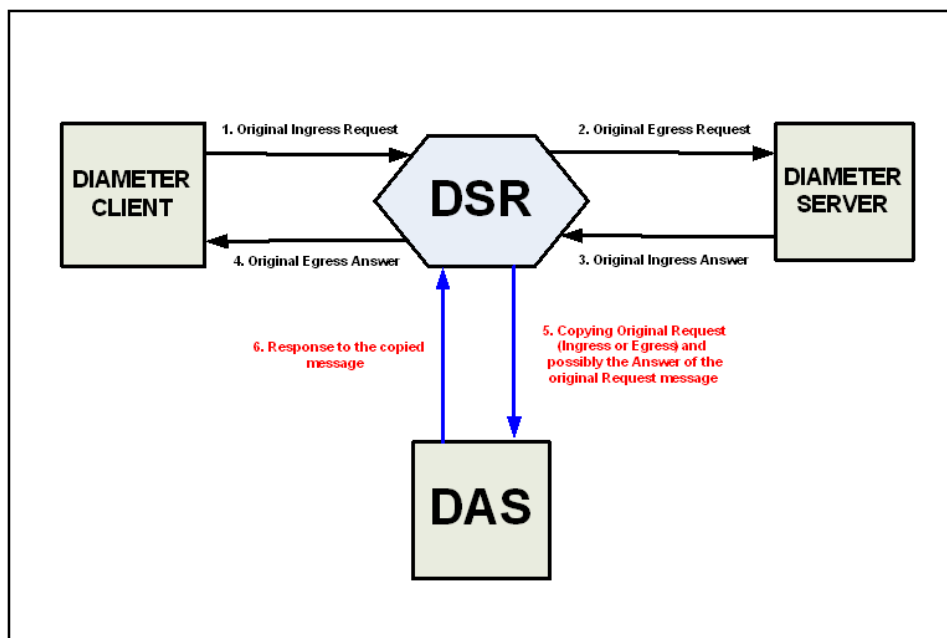 1. Original Ingress Request
2. Original Egress Request
DIAMETER
CLIENT
DSR
DIAMETER
SERVER
4. Original Egress Answer
3. Original Ingress Answer
6. Response to the copied
message
5. Copying Original Request
(Ingress or Egress) and
possibly the Answer of the
original Request message
DAS